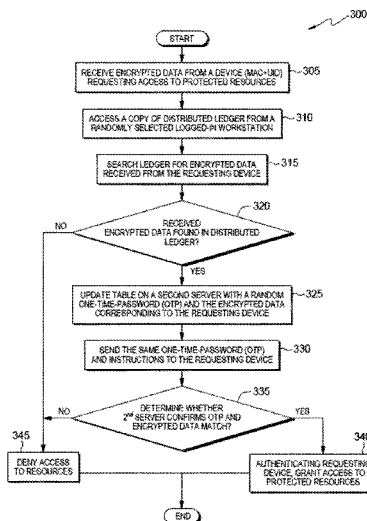 300
START
RECEIVE ENCRYPTED DATA FROM A DEVICE (MAC+UID)
REQUESTING ACCESS TO PROTECTED RESOURCES
305
ACCESS A COPY OF DISTRIBUTED LEDGER FROM A
RANDOMLY SELECTED LOGGED-IN WORKSTATION
310
SEARCH LEDGER FOR ENCRYPTED DATA
RECEIVED FROM THE REQUESTING DEVICE
315
320
NO
RECEIVED
ENCRYPTED DATA FOUND IN DISTRIBUTED
LEDGER?
YES
UPDATE TABLE ON A SECOND SERVER WITH A RANDOM
ONE-TIME-PASSWORD (OTP) AND THE ENCRYPTED DATA
CORRESPONDING TO THE REQUESTING DEVICE
325
SEND THE SAME ONE-TIME-PASSWORD (OTP)
AND INSTRUCTIONS TO THE REQUESTING DEVICE
330
335
NO
DETERMINE WHETHER
2ND SERVER CONFIRMS OTP AND
ENCRYPTED DATA MATCH?
YES
345
DENY ACCESS
TO RESOURCES
340
AUTHENTICATING REQUESTING
DEVICE, GRANT ACCESS TO
PROTECTED RESOURCES
END